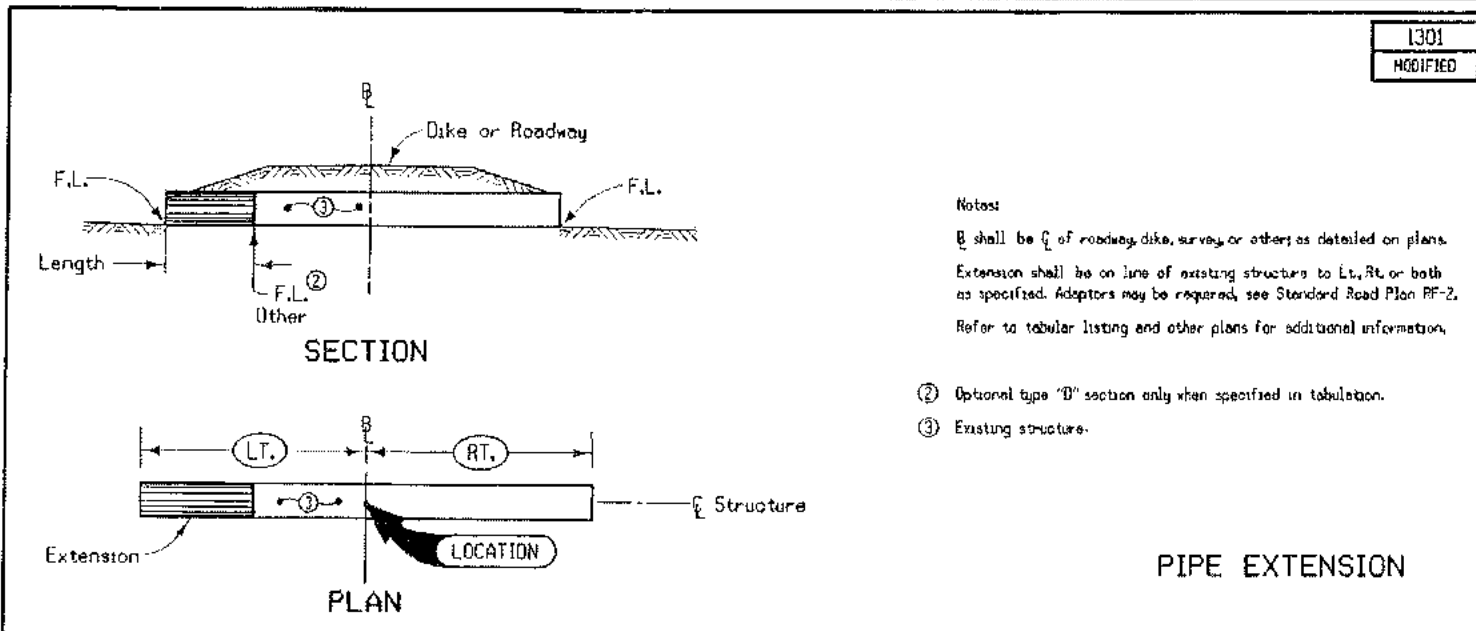 1301
MODIFIED
B
Dike or Roadway
F.L.
F.L.
③
Length
②
F.L.
Other
SECTION
Notes:
B shall be C of roadway, dike, survey, or other; as detailed on plans.
Extension shall be on line of existing structure to Lt., Rt. or both
as specified. Adaptors may be required, see Standard Road Plan RF-2.
Refer to tabular listing and other plans for additional information.
② Optional type "D" section only when specified in tabulation.
③ Existing structure.
B
LT.
RT.
③
C Structure
Extension
LOCATION
PLAN
PIPE EXTENSION